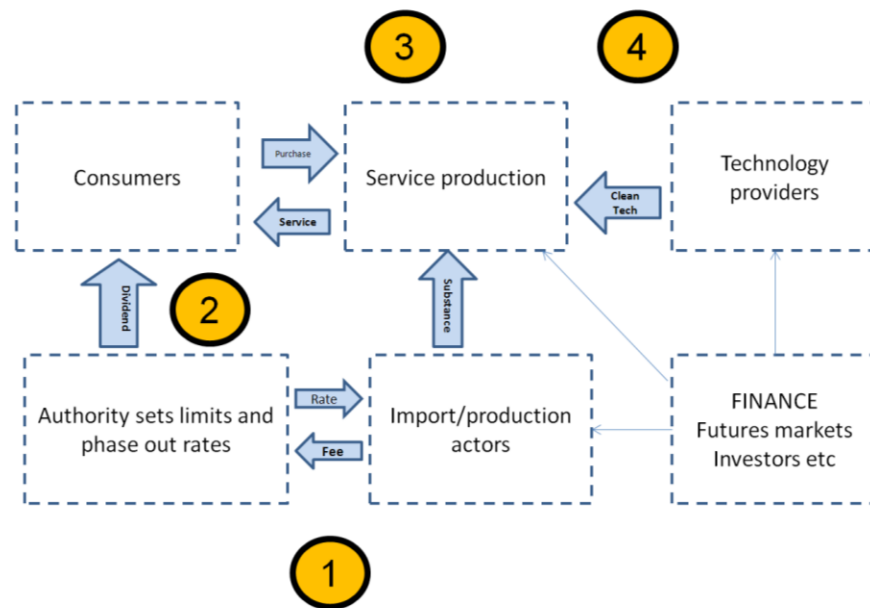 3
4
Consumers
Purchase
Service
Service production
Clean
Tech
Technology
providers
Dividend
2
Substance
Authority sets limits and
phase out rates
Rate
Fee
Import/production
actors
FINANCE
Futures markets
Investors etc
1